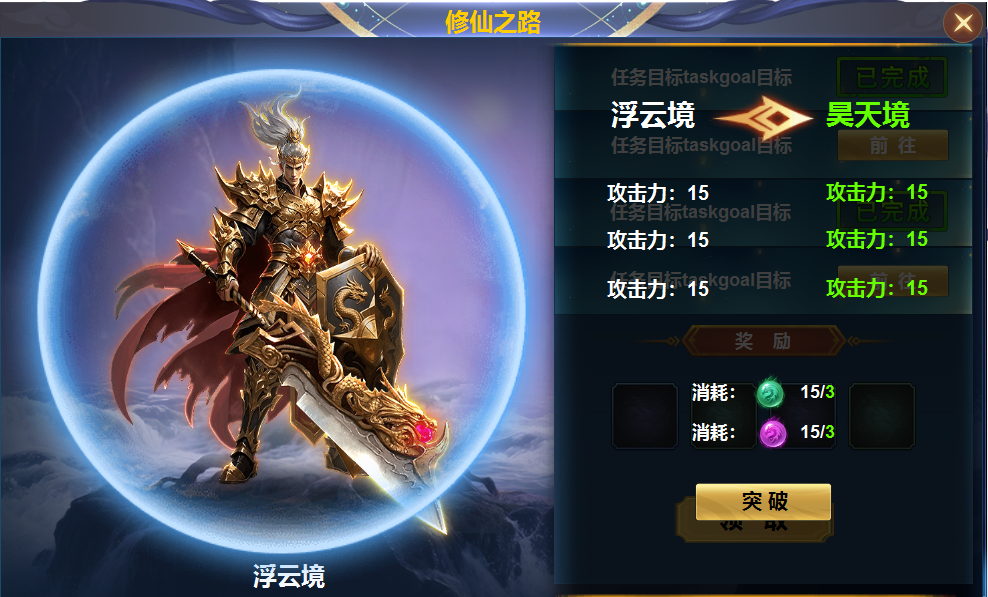 修仙之路
任务目标taskgoal目标 已完成
浮云境 昊天境
任务目标taskgoal目标 前往
攻击力：15 攻击力：15
任务目标taskgoal目标 已完成
攻击力：15 攻击力：15
任务目标taskgoal目标 前往
攻击力：15 攻击力：15
奖励
消耗： 15/3
消耗： 15/3
突破
领取
浮云境